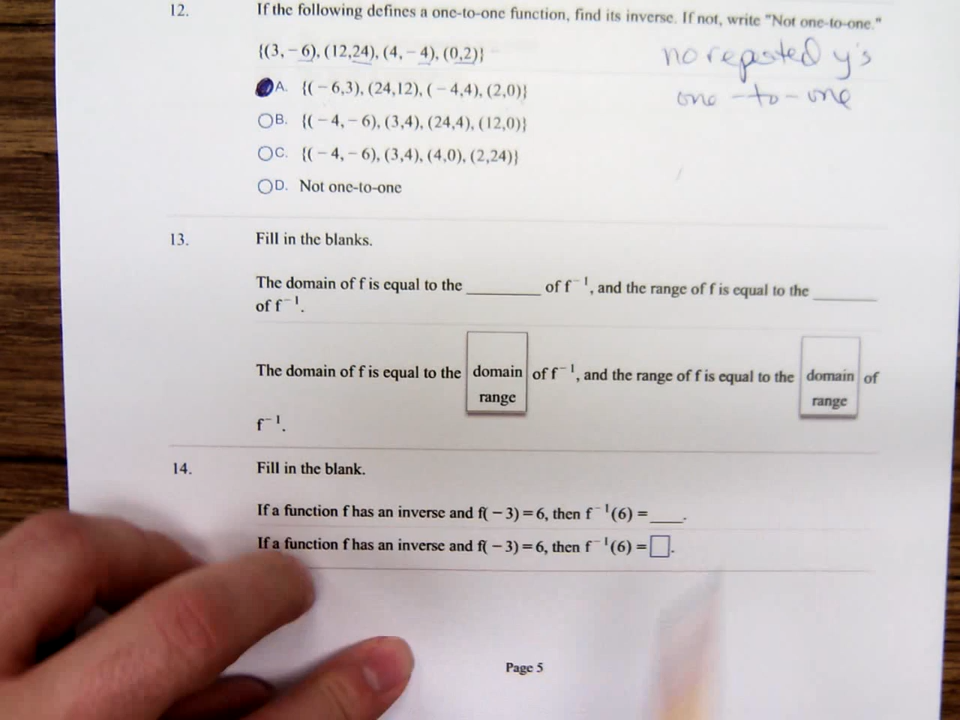 12. If the following defines a one-to-one function, find its inverse. If not, write "Not one-to-one."
{(3, − 6), (12,24), (4, − 4), (0,2)}
no repeated y's
A. {( − 6,3), (24,12), ( − 4,4), (2,0)}
one-to-one
B. {( − 4, − 6), (3,4), (24,4), (12,0)}
C. {( − 4, − 6), (3,4), (4,0), (2,24)}
D. Not one-to-one
13. Fill in the blanks.
The domain of f is equal to the ________ of f⁻¹, and the range of f is equal to the _______
of f⁻¹.
The domain of f is equal to the domain of f⁻¹, and the range of f is equal to the domain of
range range
f⁻¹.
14. Fill in the blank.
If a function f has an inverse and f( − 3) = 6, then f⁻¹(6) = ____.
If a function f has an inverse and f( − 3) = 6, then f⁻¹(6) = □.
Page 5